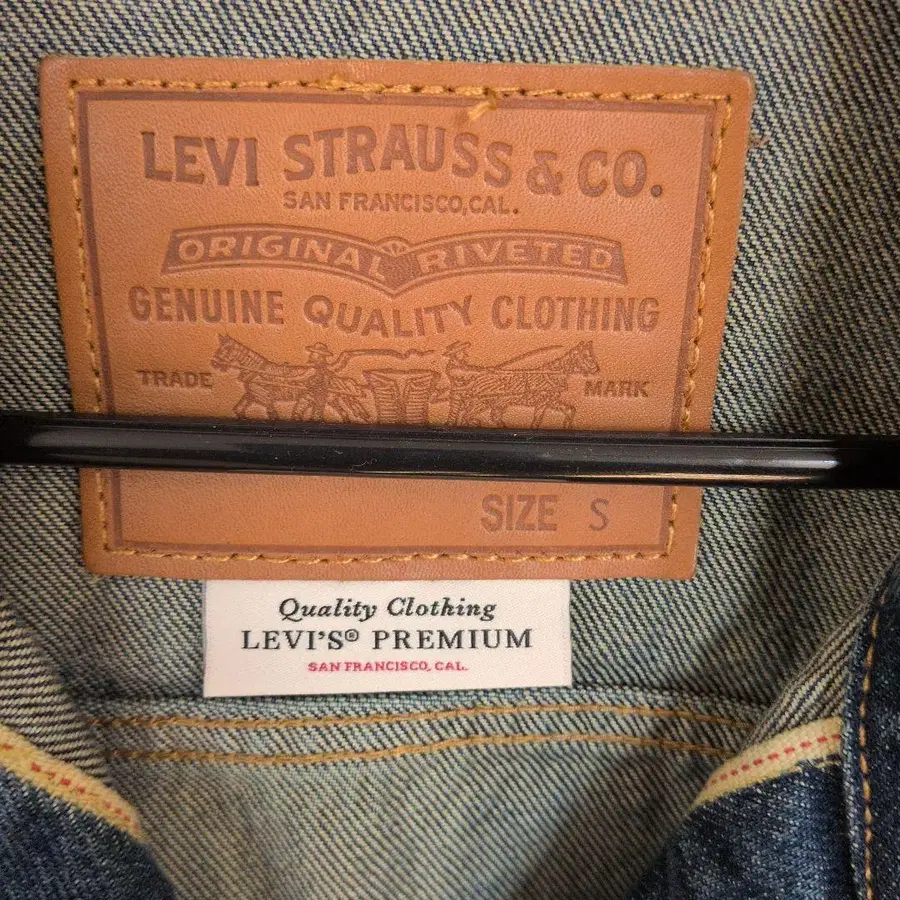 LEVI STRAUSS & CO.
SAN FRANCISCO, CAL.
ORIGINAL RIVETED
GENUINE QUALITY CLOTHING
TRADE MARK
SIZE S
Quality Clothing
LEVI'S® PREMIUM
SAN FRANCISCO, CAL.